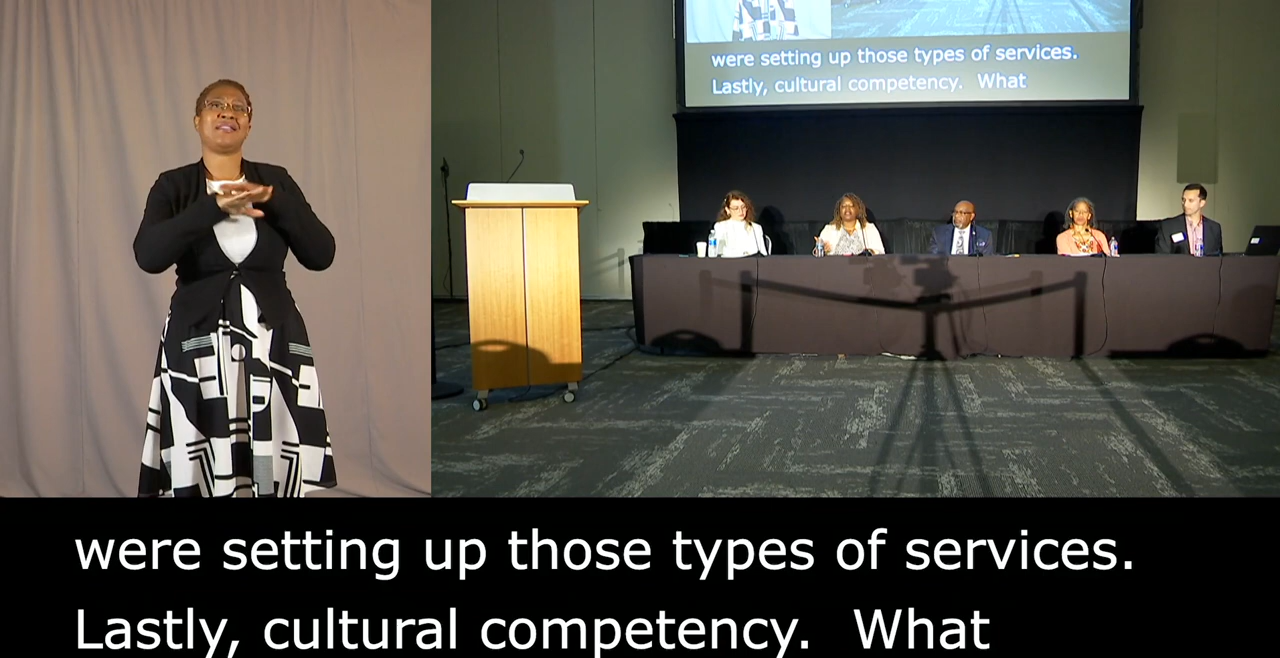 were setting up those types of services.
Lastly, cultural competency. What
were setting up those types of services.
Lastly, cultural competency. What